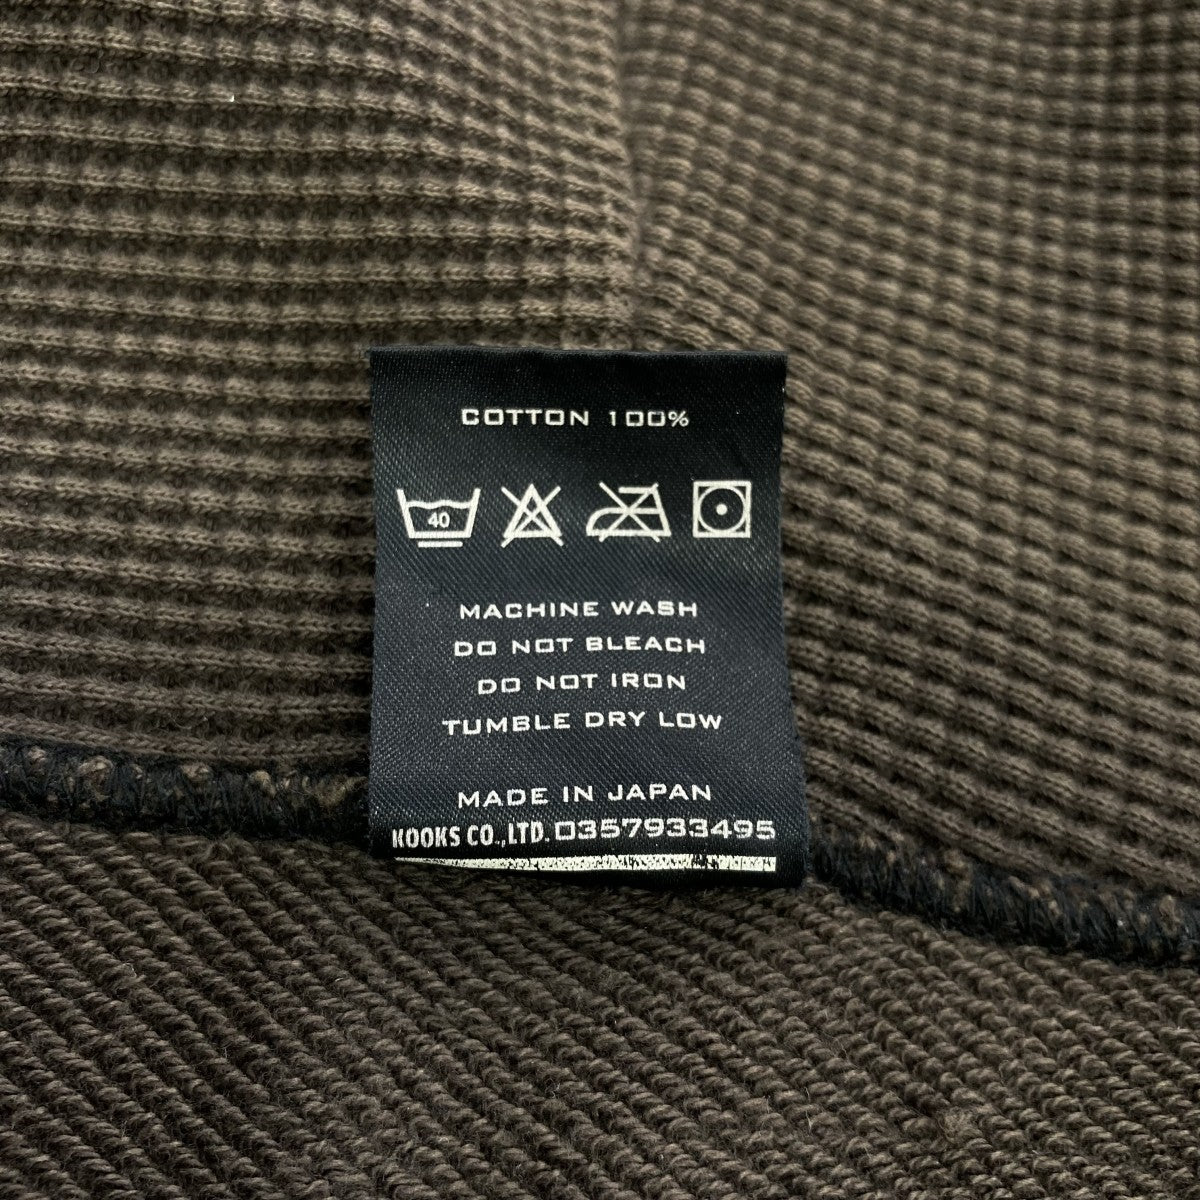 COTTON 100%
40
MACHINE WASH
DO NOT BLEACH
DO NOT IRON
TUMBLE DRY LOW
MADE IN JAPAN
KOOKS CO.,LTD. 0357933495